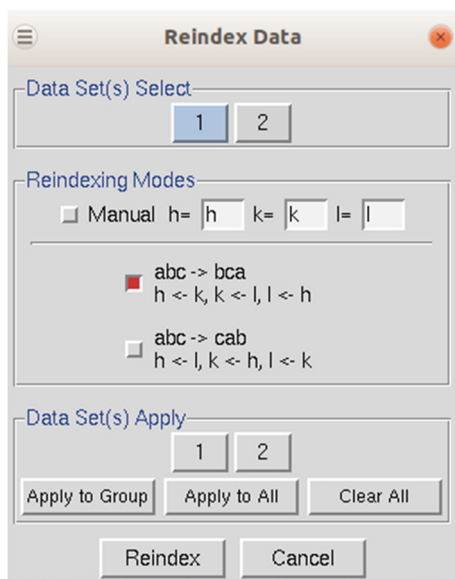 Reindex Data
Data Set(s) Select
1 2
Reindexing Modes
Manual h= h k= k l= l
abc -> bca
h <- k, k <- l, l <- h
abc -> cab
h <- l, k <- h, l <- k
Data Set(s) Apply
1 2
Apply to Group Apply to All Clear All
Reindex Cancel